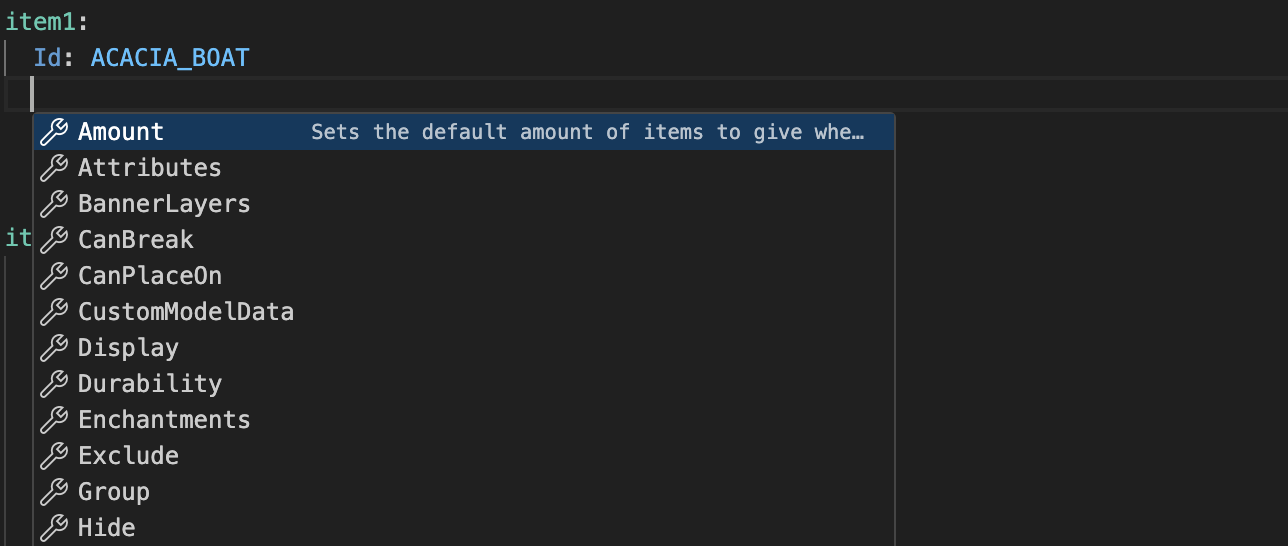 item1:
Id: ACACIA_BOAT
Amount Sets the default amount of items to give whe…
Attributes
BannerLayers
CanBreak
it
CanPlaceOn
CustomModelData
Display
Durability
Enchantments
Exclude
Group
Hide